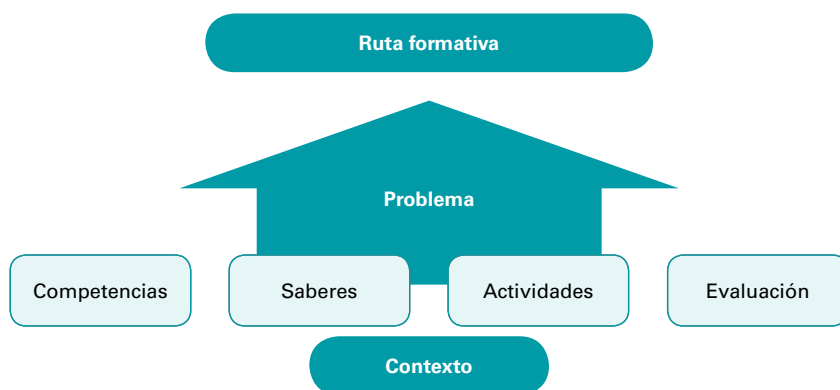 Ruta formativa
Problema
Competencias
Saberes
Actividades
Evaluación
Contexto